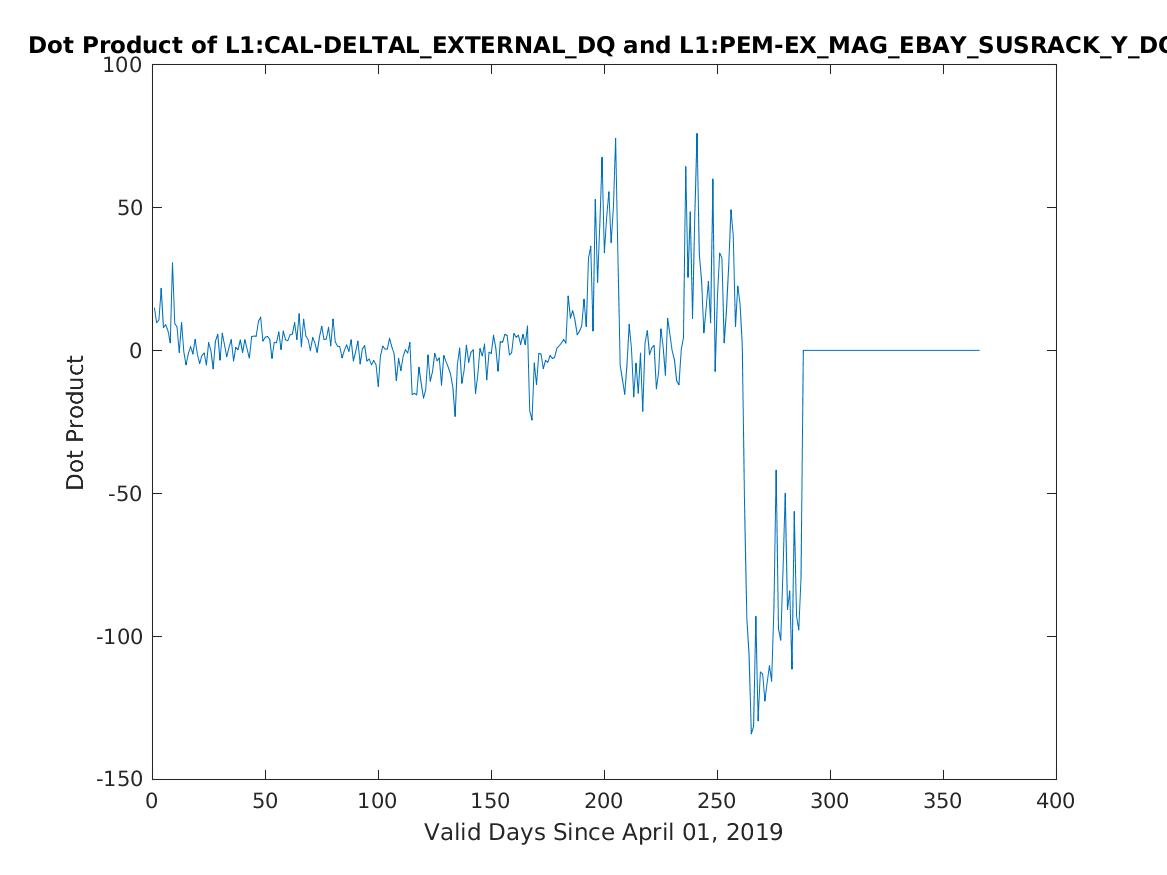 Dot Product of L1:CAL-DELTAL_EXTERNAL_DQ and L1:PEM-EX_MAG_EBAY_SUSRACK_Y_DQ
100
50
0
-50
-100
-150
Dot Product
0 50 100 150 200 250 300 350 400
Valid Days Since April 01, 2019